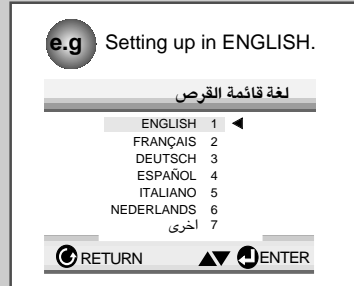 e.g Setting up in ENGLISH.
لغة قائمة القرص
ENGLISH 1 ◀
FRANÇAIS 2
DEUTSCH 3
ESPAÑOL 4
ITALIANO 5
NEDERLANDS 6
اخرى 7
RETURN ▲▼ ENTER